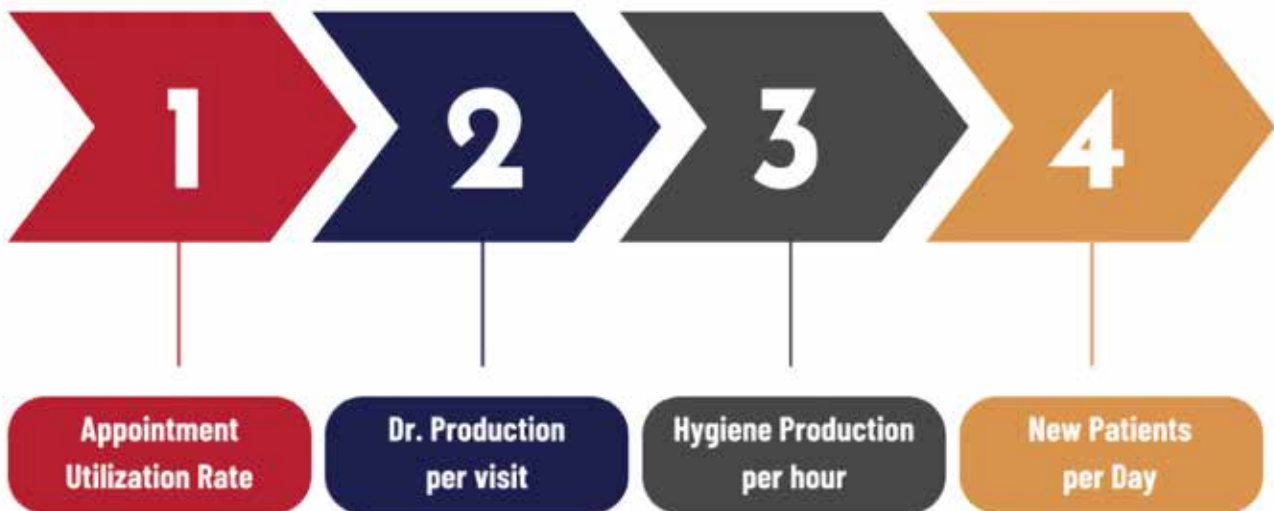 1
2
3
4
Appointment
Utilization Rate
Dr. Production
per visit
Hygiene Production
per hour
New Patients
per Day